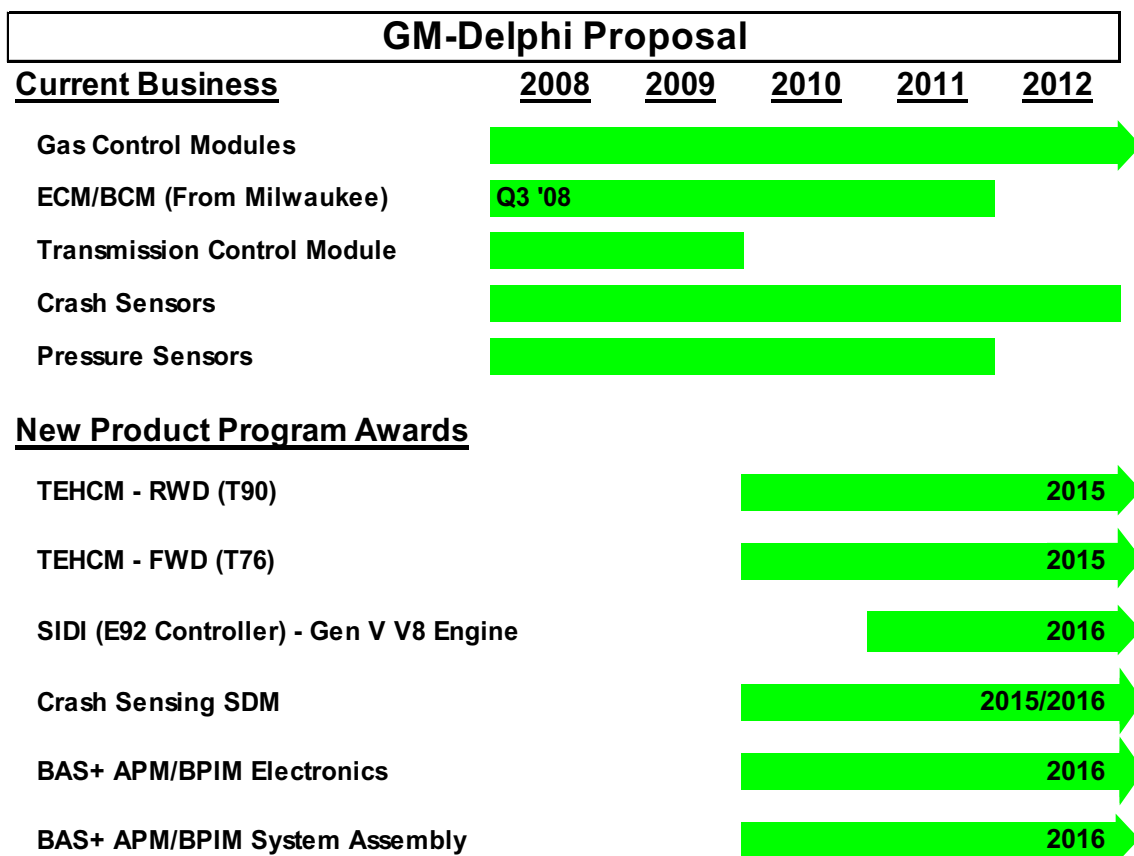 GM-Delphi Proposal
Current Business 2008 2009 2010 2011 2012
Gas Control Modules
ECM/BCM (From Milwaukee) Q3 '08
Transmission Control Module
Crash Sensors
Pressure Sensors
New Product Program Awards
TEHCM - RWD (T90) 2015
TEHCM - FWD (T76) 2015
SIDI (E92 Controller) - Gen V V8 Engine 2016
Crash Sensing SDM 2015/2016
BAS+ APM/BPIM Electronics 2016
BAS+ APM/BPIM System Assembly 2016